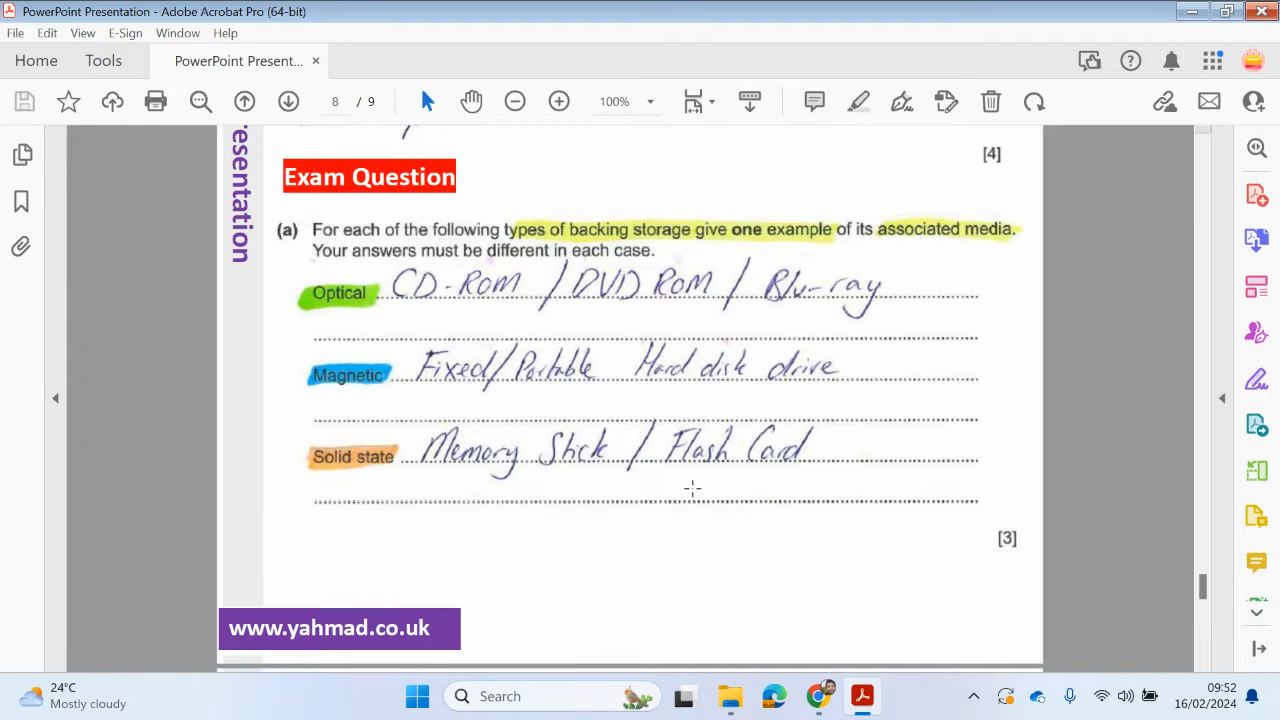 PowerPoint Presentation - Adobe Acrobat Pro (64-bit)
File Edit View E-Sign Window Help
Home Tools PowerPoint Present... ×
8 / 9 100%
esentation
[4]
Exam Question
(a) For each of the following types of backing storage give one example of its associated media.
Your answers must be different in each case.
Optical CD-ROM / DVD ROM / Blu-ray
Magnetic Fixed/Portable Hard disk drive
Solid state Memory Stick / Flash Card
[3]
www.yahmad.co.uk
24°C
Mostly cloudy
Search
09:52
16/02/2024